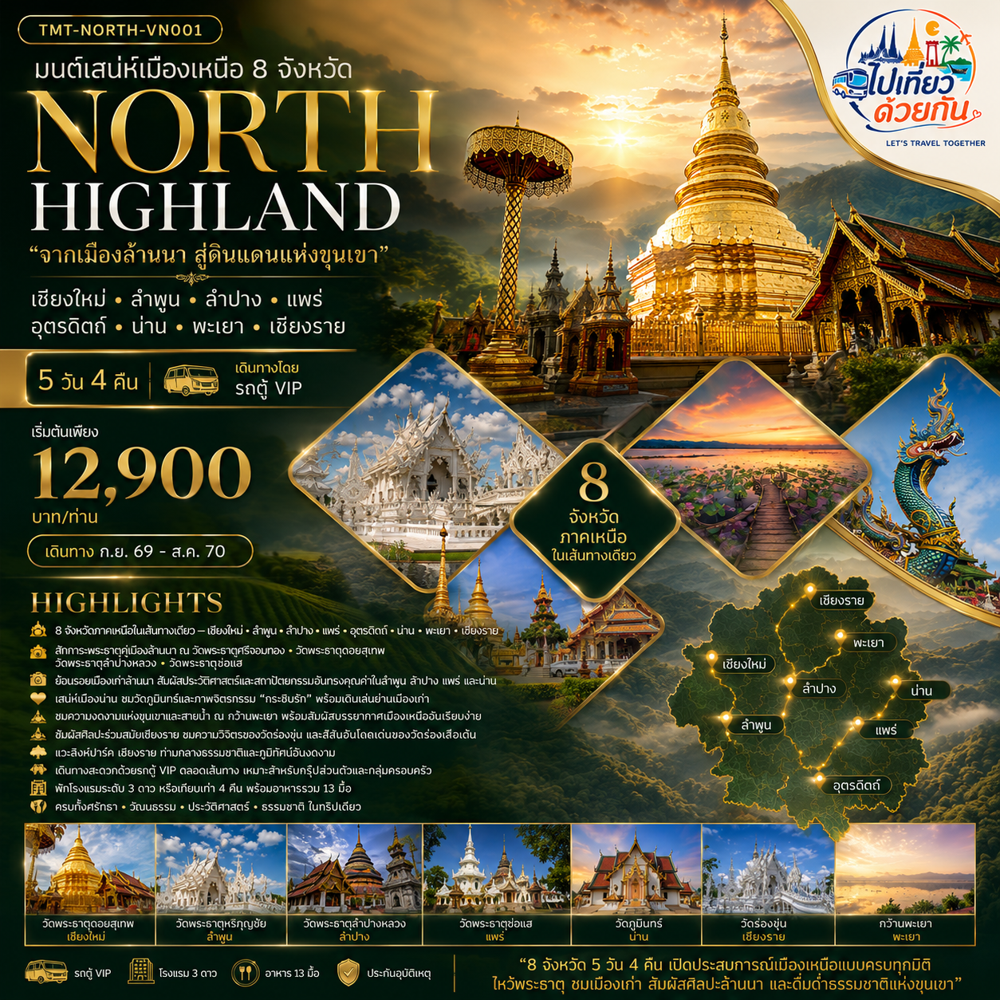 TMT-NORTH-VN001
มนต์เสน่ห์เมืองเหนือ 8 จังหวัด
NORTH
HIGHLAND
“จากเมืองล้านนา สู่ดินแดนแห่งขุนเขา”
เชียงใหม่ • ลำพูน • ลำปาง • แพร่
อุตรดิตถ์ • น่าน • พะเยา • เชียงราย
5 วัน 4 คืน
เดินทางโดย
รถตู้ VIP
เริ่มต้นเพียง
12,900
บาท/ท่าน
เดินทาง ก.ย. 69 - ส.ค. 70
ไปเที่ยว
ด้วยกัน
LET'S TRAVEL TOGETHER
8
จังหวัด
ภาคเหนือ
ในเส้นทางเดียว
HIGHLIGHTS
8 จังหวัดภาคเหนือในเส้นทางเดียว – เชียงใหม่ • ลำพูน • ลำปาง • แพร่ • อุตรดิตถ์ • น่าน • พะเยา • เชียงราย
สักการะพระธาตุคู่เมืองล้านนา ณ วัดพระธาตุศรีจอมทอง • วัดพระธาตุดอยสุเทพ
วัดพระธาตุลำปางหลวง • วัดพระธาตุช่อแฮ
ย้อนรอยเมืองเก่าล้านนา สัมผัสประวัติศาสตร์และสถาปัตยกรรมอันทรงคุณค่าในลำพูน ลำปาง แพร่ และน่าน
เสน่ห์เมืองน่าน ชมวัดภูมินทร์และภาพจิตรกรรม “กระซิบรัก” พร้อมเดินเล่นย่านเมืองเก่า
ชมความงดงามแห่งขุนเขาและสายน้ำ ณ กว๊านพะเยา พร้อมสัมผัสบรรยากาศเมืองเหนืออันเรียบง่าย
สัมผัสศิลปะร่วมสมัยเชียงราย ชมความวิจิตรของวัดร่องขุ่น และสีสันอันโดดเด่นของวัดร่องเสือเต้น
แวะสิงห์ปาร์ค เชียงราย ท่ามกลางธรรมชาติและภูมิทัศน์อันงดงาม
เดินทางสะดวกด้วยรถตู้ VIP ตลอดเส้นทาง เหมาะสำหรับกรุ๊ปส่วนตัวและกลุ่มครอบครัว
พักโรงแรมระดับ 3 ดาว หรือเทียบเท่า 4 คืน พร้อมอาหารรวม 13 มื้อ
ครบทั้งศรัทธา • วัฒนธรรม • ประวัติศาสตร์ • ธรรมชาติ ในทริปเดียว
เชียงราย
พะเยา
เชียงใหม่
ลำปาง
น่าน
ลำพูน
แพร่
อุตรดิตถ์
วัดพระธาตุดอยสุเทพ
เชียงใหม่
วัดพระธาตุหริภุญชัย
ลำพูน
วัดพระธาตุลำปางหลวง
ลำปาง
วัดพระธาตุช่อแฮ
แพร่
วัดภูมินทร์
น่าน
วัดร่องขุ่น
เชียงราย
กว๊านพะเยา
พะเยา
รถตู้ VIP
โรงแรม 3 ดาว
อาหาร 13 มื้อ
ประกันอุบัติเหตุ
“8 จังหวัด 5 วัน 4 คืน เปิดประสบการณ์เมืองเหนือแบบครบทุกมิติ
ไหว้พระธาตุ ชมเมืองเก่า สัมผัสศิลปะล้านนา และดื่มด่ำธรรมชาติแห่งขุนเขา”